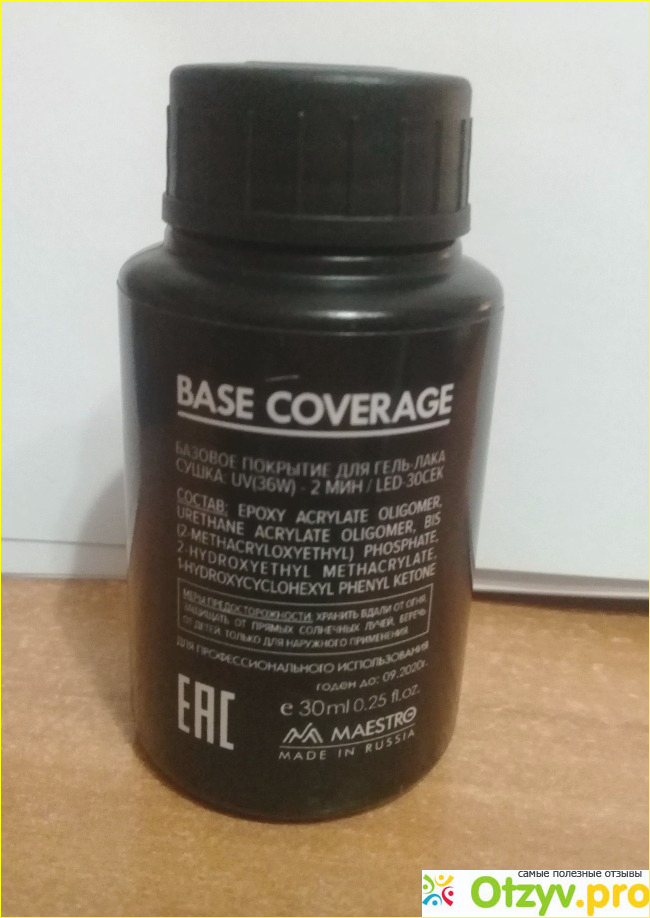 BASE COVERAGE
БАЗОВОЕ ПОКРЫТИЕ ДЛЯ ГЕЛЬ-ЛАКА
СУШКА: UV(36W) - 2 МИН / LED-30СЕК
СОСТАВ: EPOXY ACRYLATE OLIGOMER,
URETHANE ACRYLATE OLIGOMER, BIS
(2-METHACRYLOXYETHYL) PHOSPHATE,
2-HYDROXYETHYL METHACRYLATE,
1-HYDROXYCYCLOHEXYL PHENYL KETONE
МЕРЫ ПРЕДОСТОРОЖНОСТИ: ХРАНИТЬ ВДАЛИ ОТ ОГНЯ,
ЗАЩИЩАТЬ ОТ ПРЯМЫХ СОЛНЕЧНЫХ ЛУЧЕЙ, БЕРЕЧЬ
ОТ ДЕТЕЙ, ТОЛЬКО ДЛЯ НАРУЖНОГО ПРИМЕНЕНИЯ.
ДЛЯ ПРОФЕССИОНАЛЬНОГО ИСПОЛЬЗОВАНИЯ
годен до: 09.2020г.
EAC
e 30ml 0.25 fl.oz.
MAESTRO
MADE IN RUSSIA
самые полезные отзывы
Otzyv.pro